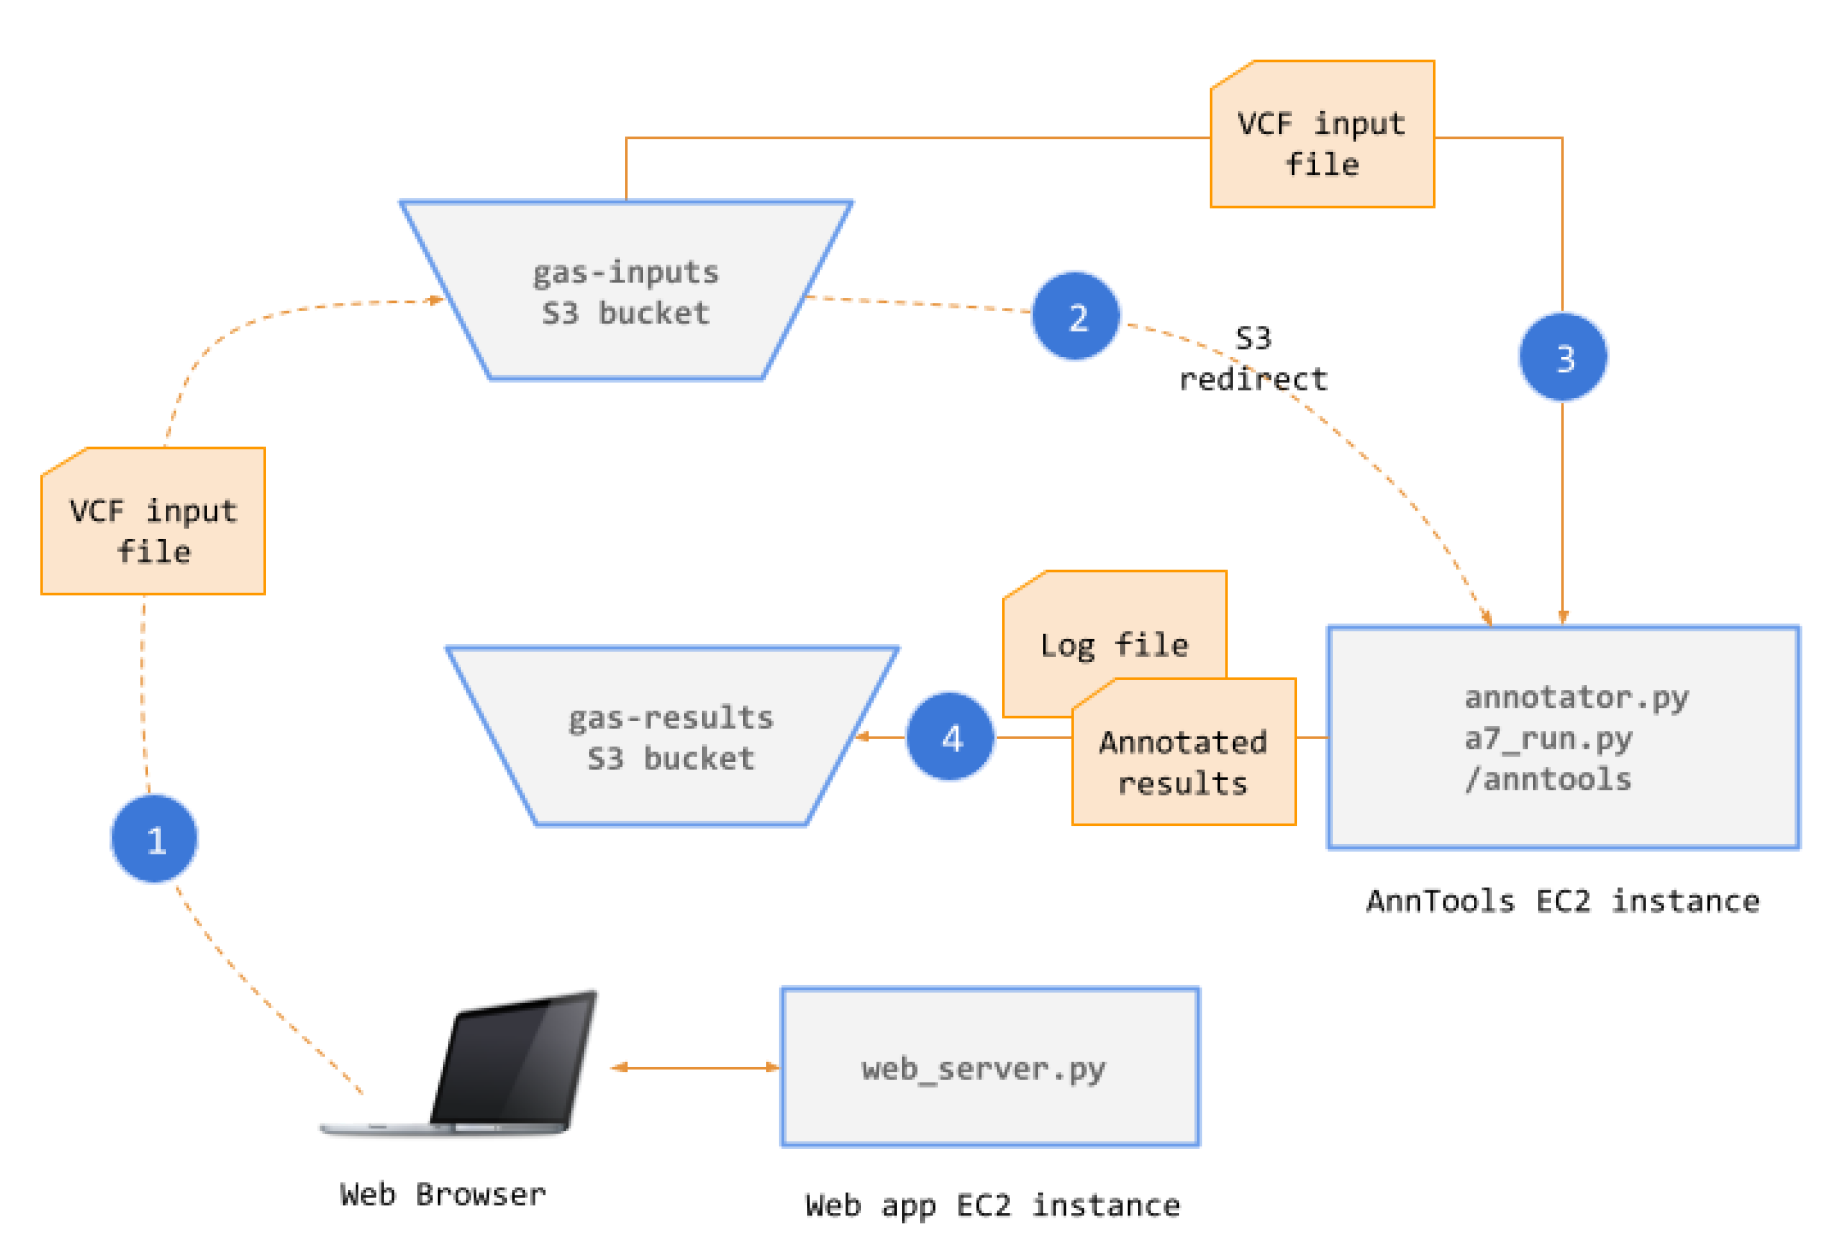 VCF input
file
gas-inputs
S3 bucket
2
S3
redirect
3
VCF input
file
Log file
gas-results
S3 bucket
4
Annotated
results
annotator.py
a7_run.py
/anntools
AnnTools EC2 instance
1
web_server.py
Web Browser
Web app EC2 instance